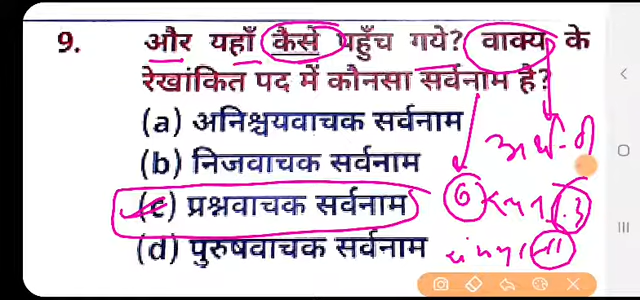 9. और यहाँ कैसे पहुँच गये? वाक्य के
रेखांकित पद में कौनसा सर्वनाम है?
(a) अनिश्चयवाचक सर्वनाम
(b) निजवाचक सर्वनाम
(c) प्रश्नवाचक सर्वनाम
(d) पुरुषवाचक सर्वनाम